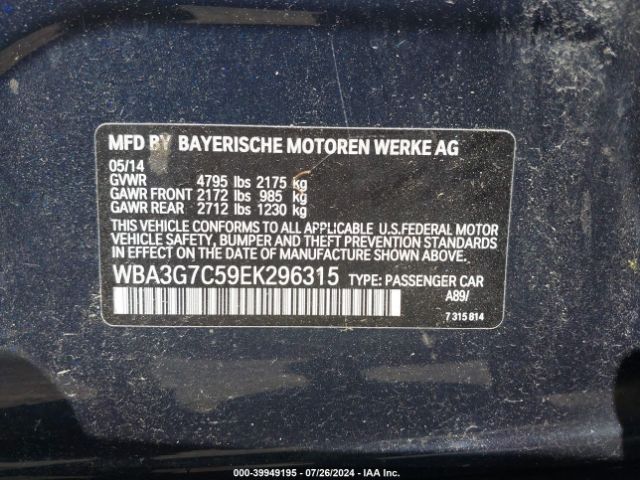 MFD BY BAYERISCHE MOTOREN WERKE AG
05/14
GVWR 4795 lbs 2175 kg
GAWR FRONT 2172 lbs 985 kg
GAWR REAR 2712 lbs 1230 kg
THIS VEHICLE CONFORMS TO ALL APPLICABLE U.S.FEDERAL MOTOR
VEHICLE SAFETY, BUMPER AND THEFT PREVENTION STANDARDS
IN EFFECT ON THE DATE OF MANUFACTURE SHOWN ABOVE.
WBA3G7C59EK296315 TYPE: PASSENGER CAR
A89/
7 315 814
000-39949195 - 07/26/2024 - IAA Inc.